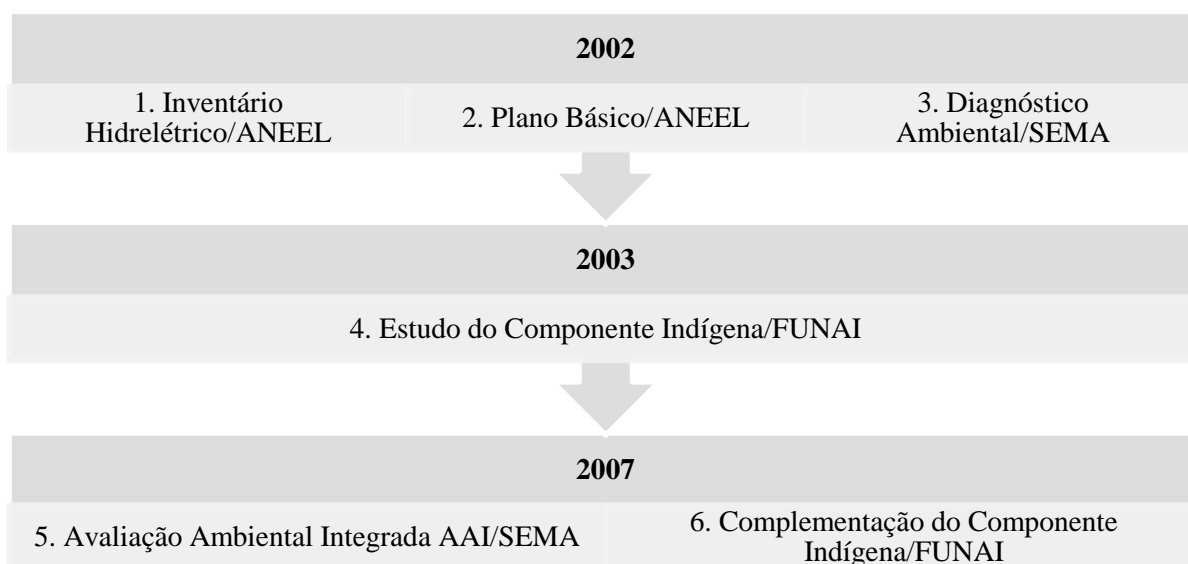 2002
1. Inventário
Hidrelétrico/ANEEL
2. Plano Básico/ANEEL
3. Diagnóstico
Ambiental/SEMA
2003
4. Estudo do Componente Indígena/FUNAI
2007
5. Avaliação Ambiental Integrada AAI/SEMA
6. Complementação do Componente
Indígena/FUNAI